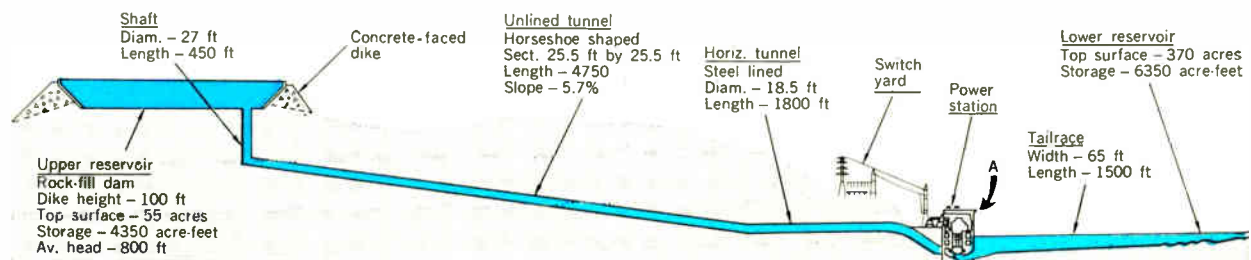 Shaft
Diam. – 27 ft
Length – 450 ft
Concrete-faced
dike
Unlined tunnel
Horseshoe shaped
Sect. 25.5 ft by 25.5 ft
Length – 4750
Slope – 5.7%
Horiz. tunnel
Steel lined
Diam. – 18.5 ft
Length – 1800 ft
Switch
yard
Power
station
Lower reservoir
Top surface – 370 acres
Storage – 6350 acre-feet
Tailrace
Width – 65 ft
Length – 1500 ft
A
Upper reservoir
Rock-fill dam
Dike height – 100 ft
Top surface – 55 acres
Storage – 4350 acre-feet
Av. head – 800 ft